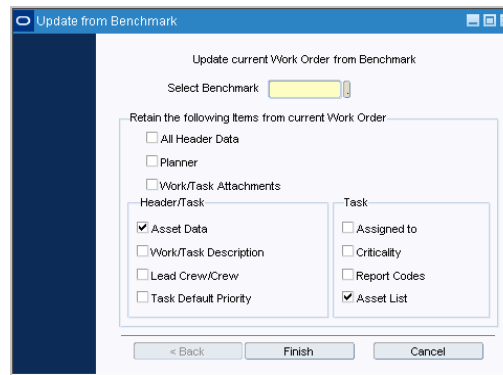 Update from Benchmark
Update current Work Order from Benchmark
Select Benchmark
Retain the following Items from current Work Order
All Header Data
Planner
Work/Task Attachments
Header/Task
Asset Data
Work/Task Description
Lead Crew/Crew
Task Default Priority
Task
Assigned to
Criticality
Report Codes
Asset List
< Back Finish Cancel